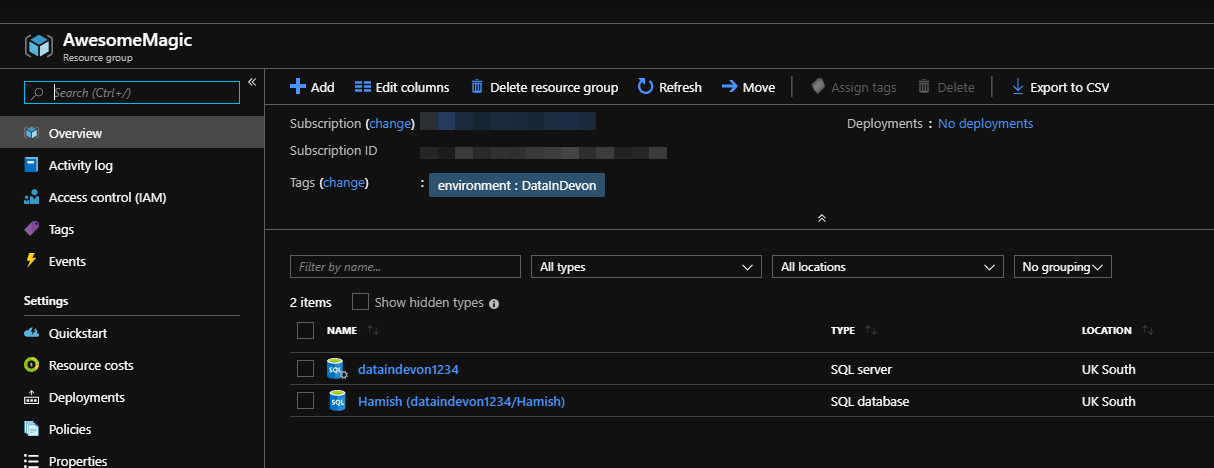 AwesomeMagic
Resource group
Search (Ctrl+/)
«
Overview
Activity log
Access control (IAM)
Tags
Events
Settings
Quickstart
Resource costs
Deployments
Policies
Properties
Add Edit columns Delete resource group Refresh Move Assign tags Delete Export to CSV
Subscription (change) Deployments : No deployments
Subscription ID
Tags (change) : environment : DataInDevon
Filter by name... All types All locations No grouping
2 items Show hidden types
NAME TYPE LOCATION
SQL dataindevon1234 SQL server UK South
SQL Hamish (dataindevon1234/Hamish) SQL database UK South